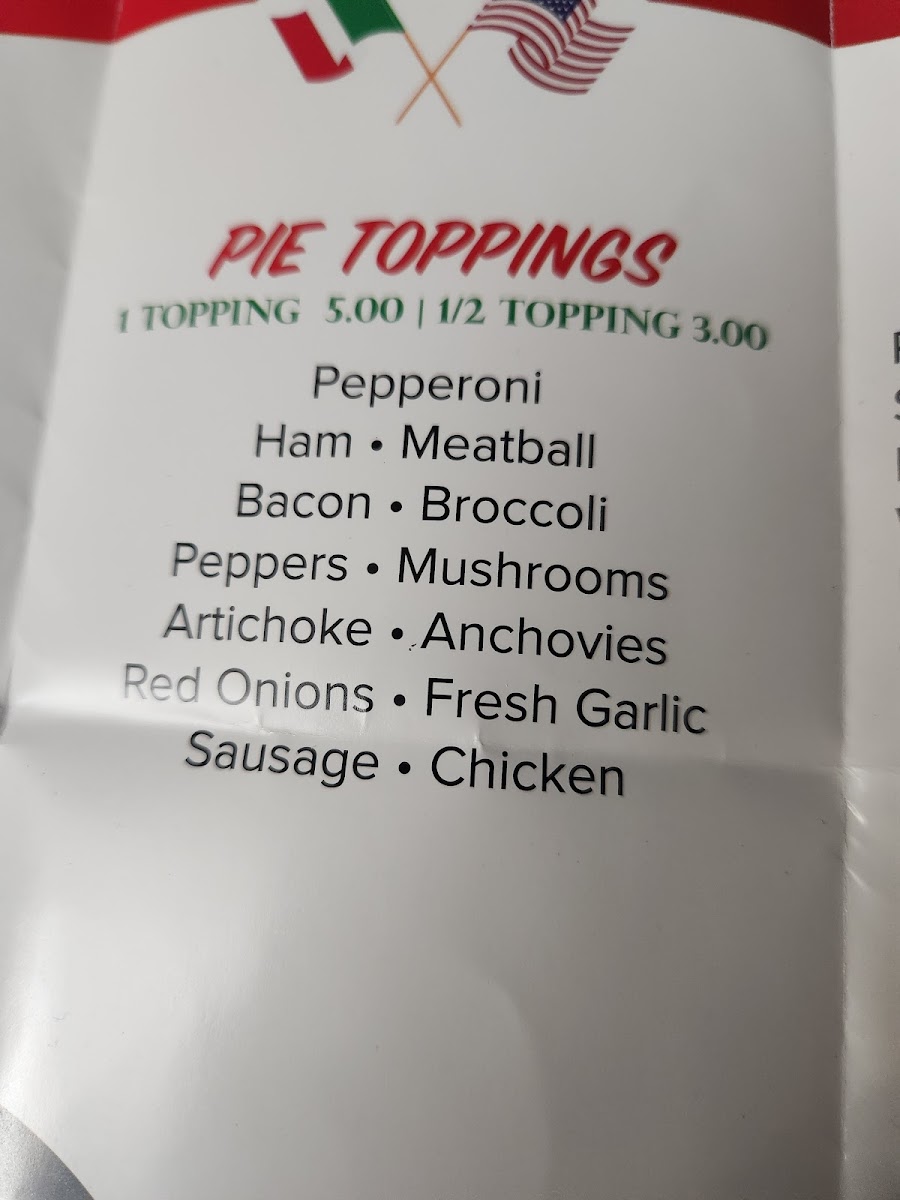 PIE TOPPINGS
1 TOPPING 5.00 | 1/2 TOPPING 3.00
Pepperoni
Ham • Meatball
Bacon • Broccoli
Peppers • Mushrooms
Artichoke • Anchovies
Red Onions • Fresh Garlic
Sausage • Chicken